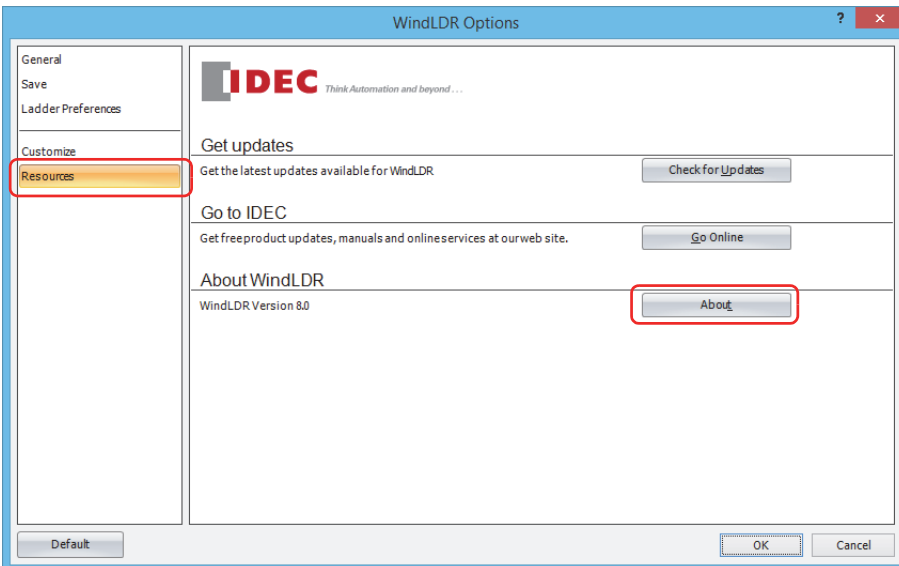 WindLDR Options
?
General
Save
Ladder Preferences
Customize
Resources
IDEC Think Automation and beyond . . .
Get updates
Get the latest updates available for WindLDR
Check for Updates
Go to IDEC
Get free product updates, manuals and online services at our web site.
Go Online
About WindLDR
WindLDR Version 8.0
About
Default
OK
Cancel